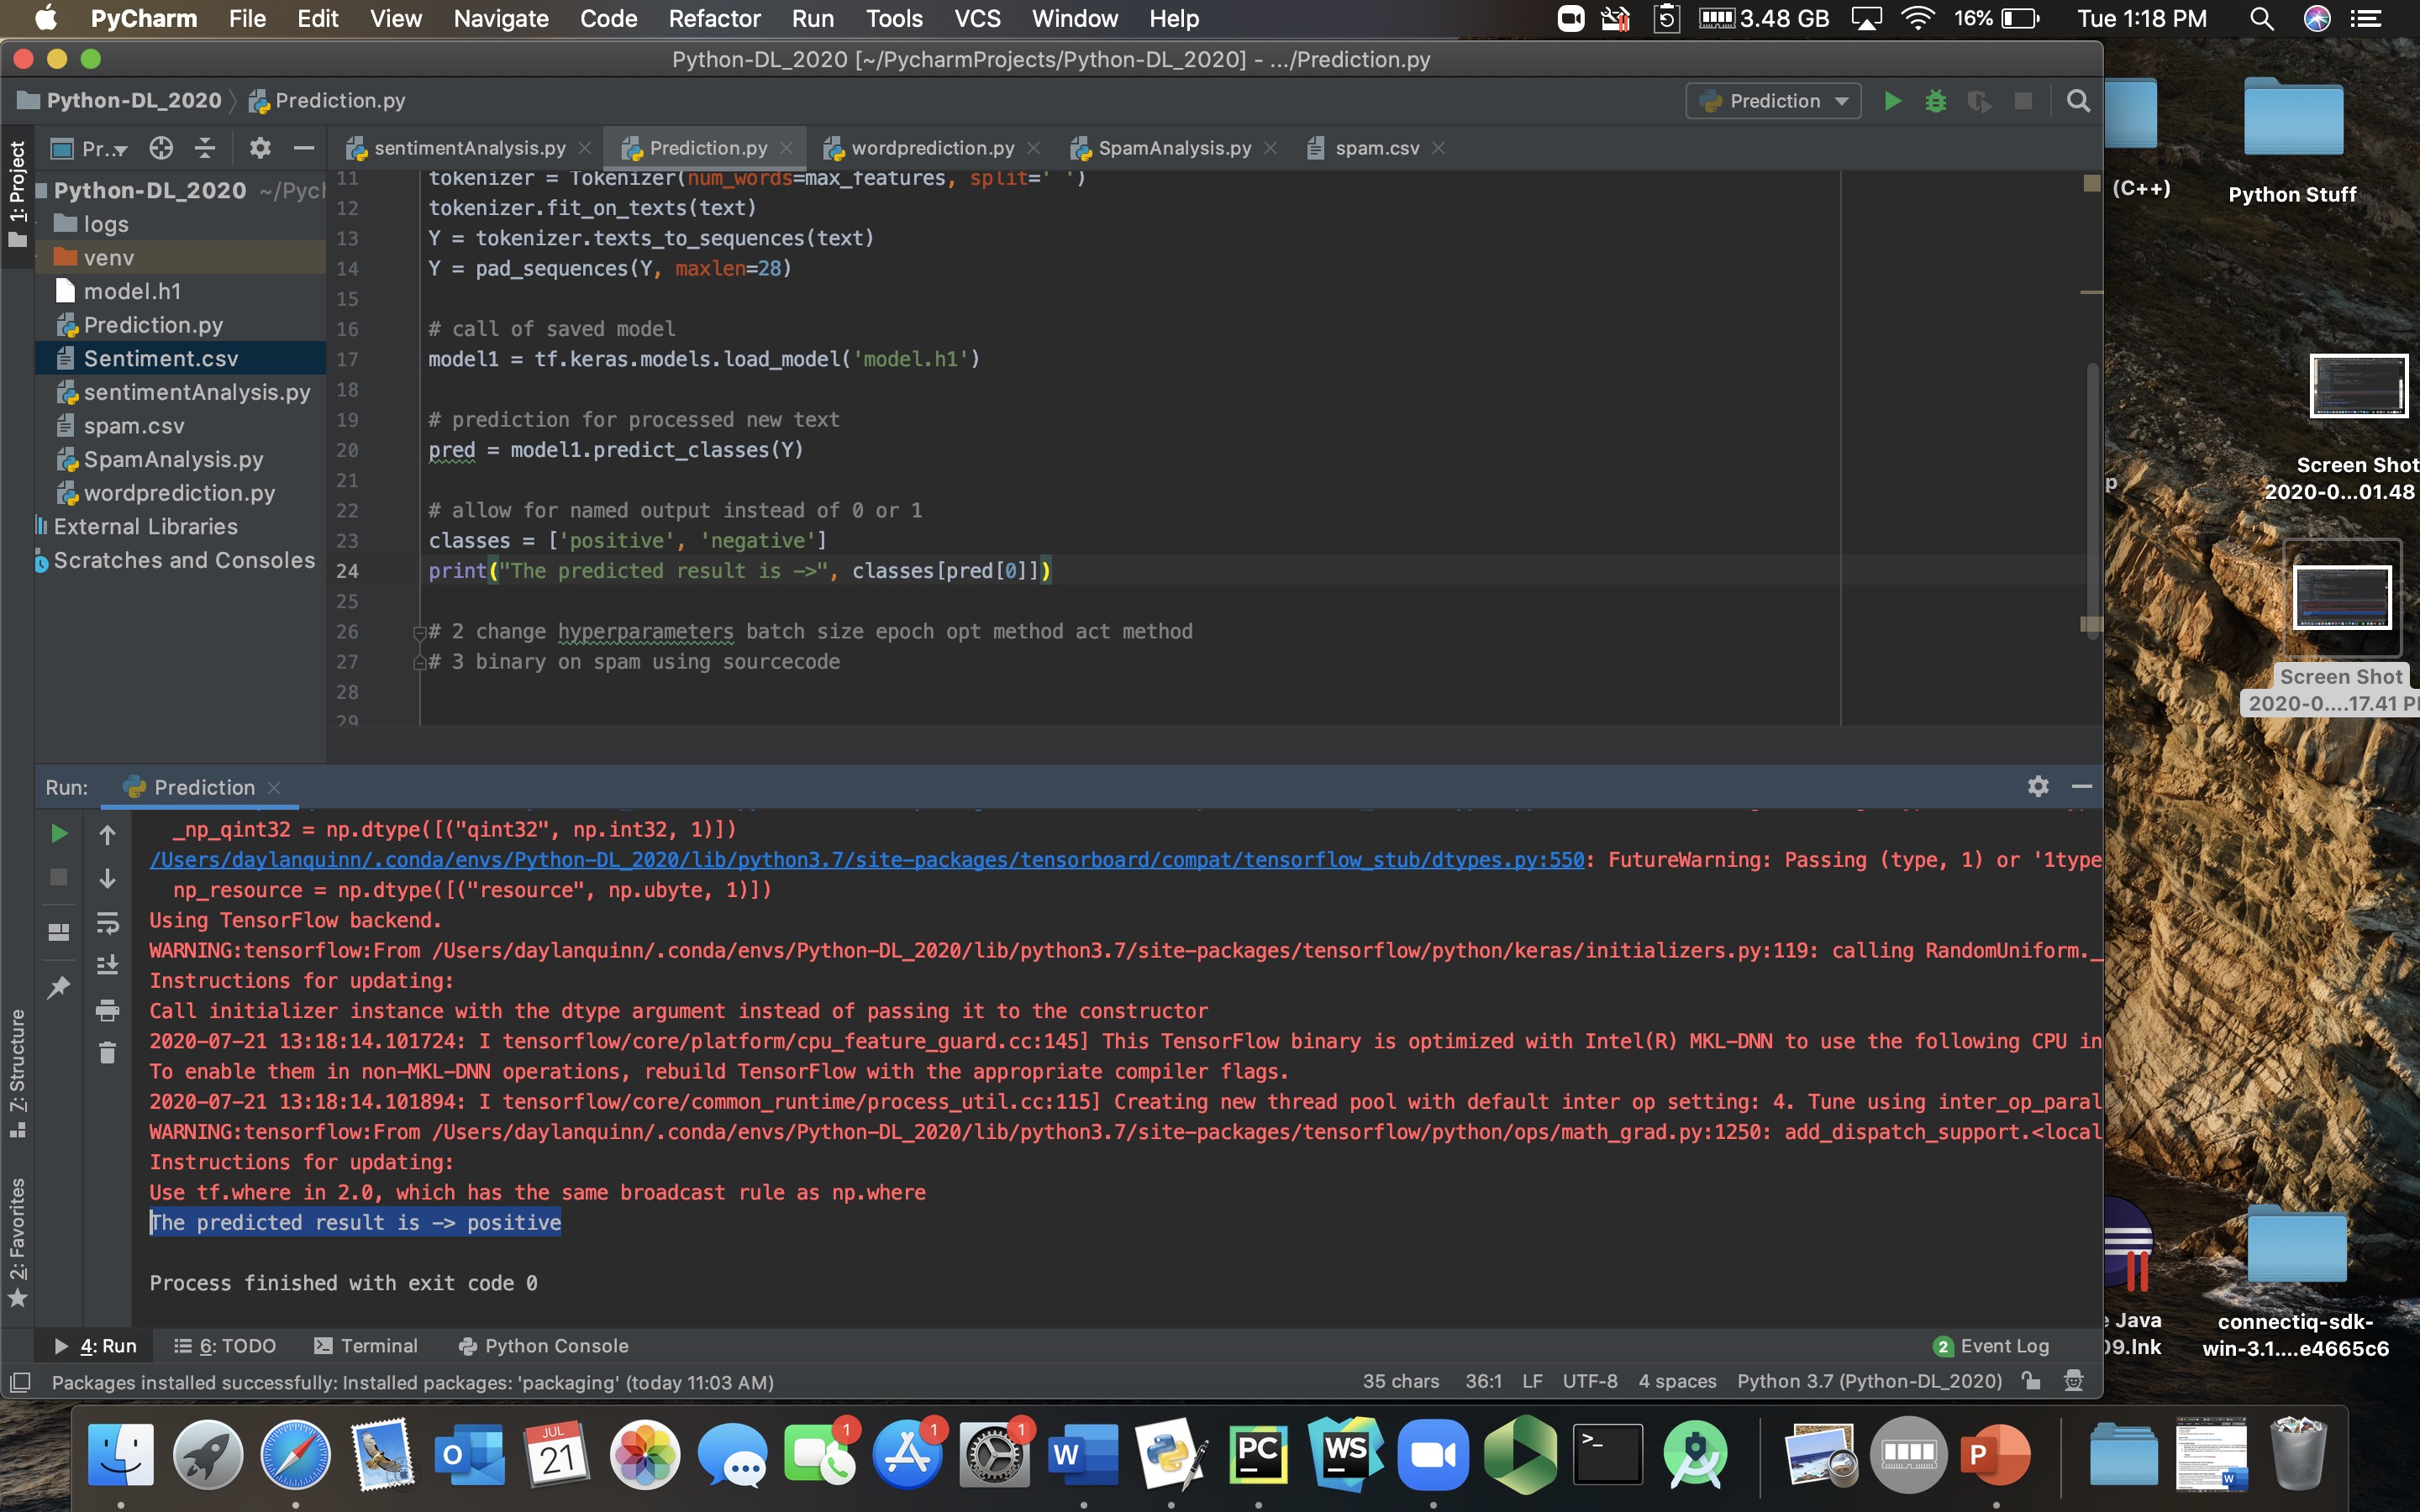 PyCharm File Edit View Navigate Code Refactor Run Tools VCS Window Help 3.48 GB 16% Tue 1:18 PM
Python-DL_2020 [~/PycharmProjects/Python-DL_2020] - .../Prediction.py
Python-DL_2020 Prediction.py
Prediction
1: Project
Pr...
sentimentAnalysis.py
Prediction.py
wordprediction.py
SpamAnalysis.py
spam.csv
Python-DL_2020 ~/Pych
logs
venv
model.h1
Prediction.py
Sentiment.csv
sentimentAnalysis.py
spam.csv
SpamAnalysis.py
wordprediction.py
External Libraries
Scratches and Consoles
11 tokenizer = Tokenizer(num_words=max_features, split=' ')
12 tokenizer.fit_on_texts(text)
13 Y = tokenizer.texts_to_sequences(text)
14 Y = pad_sequences(Y, maxlen=28)
15
16 # call of saved model
17 model1 = tf.keras.models.load_model('model.h1')
18
19 # prediction for processed new text
20 pred = model1.predict_classes(Y)
21
22 # allow for named output instead of 0 or 1
23 classes = ['positive', 'negative']
24 print("The predicted result is ->", classes[pred[0]])
25
26 # 2 change hyperparameters batch size epoch opt method act method
27 # 3 binary on spam using sourcecode
28
29
Run: Prediction
_np_qint32 = np.dtype([("qint32", np.int32, 1)])
/Users/daylanquinn/.conda/envs/Python-DL_2020/lib/python3.7/site-packages/tensorboard/compat/tensorflow_stub/dtypes.py:550: FutureWarning: Passing (type, 1) or '1type
np_resource = np.dtype([("resource", np.ubyte, 1)])
Using TensorFlow backend.
WARNING:tensorflow:From /Users/daylanquinn/.conda/envs/Python-DL_2020/lib/python3.7/site-packages/tensorflow/python/keras/initializers.py:119: calling RandomUniform._
Instructions for updating:
Call initializer instance with the dtype argument instead of passing it to the constructor
2020-07-21 13:18:14.101724: I tensorflow/core/platform/cpu_feature_guard.cc:145] This TensorFlow binary is optimized with Intel(R) MKL-DNN to use the following CPU in
To enable them in non-MKL-DNN operations, rebuild TensorFlow with the appropriate compiler flags.
2020-07-21 13:18:14.101894: I tensorflow/core/common_runtime/process_util.cc:115] Creating new thread pool with default inter op setting: 4. Tune using inter_op_paral
WARNING:tensorflow:From /Users/daylanquinn/.conda/envs/Python-DL_2020/lib/python3.7/site-packages/tensorflow/python/ops/math_grad.py:1250: add_dispatch_support.<local
Instructions for updating:
Use tf.where in 2.0, which has the same broadcast rule as np.where
The predicted result is -> positive
Process finished with exit code 0
7: Structure
2: Favorites
4: Run 6: TODO Terminal Python Console 2 Event Log
Packages installed successfully: Installed packages: 'packaging' (today 11:03 AM) 35 chars 36:1 LF UTF-8 4 spaces Python 3.7 (Python-DL_2020)
(C++)
Python Stuff
Screen Shot
2020-0...01.48
p
Screen Shot
2020-0....17.41 P
Java
09.lnk
connectiq-sdk-
win-3.1....e4665c6
O
JUL
21
1
1
1
W
PC
WS
>_
P
W